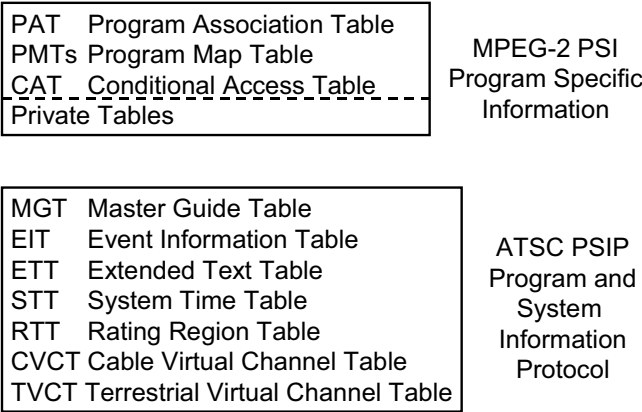 PAT Program Association Table
PMTs Program Map Table
CAT Conditional Access Table
Private Tables
MPEG-2 PSI
Program Specific
Information
MGT Master Guide Table
EIT Event Information Table
ETT Extended Text Table
STT System Time Table
RTT Rating Region Table
CVCT Cable Virtual Channel Table
TVCT Terrestrial Virtual Channel Table
ATSC PSIP
Program and
System
Information
Protocol